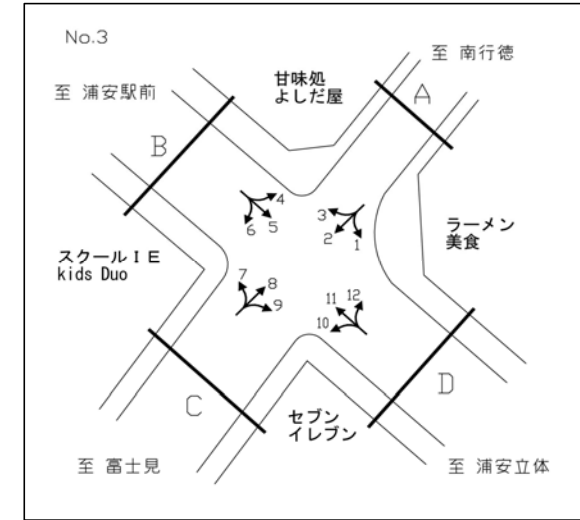 No.3
至 南行徳
甘味処
よしだ屋
至 浦安駅前
A
B
4
5
6
3
2
1
ラーメン
美食
スクールＩＥ
kids Duo
7
8
9
11
12
10
D
C
セブン
イレブン
至 富士見
至 浦安立体